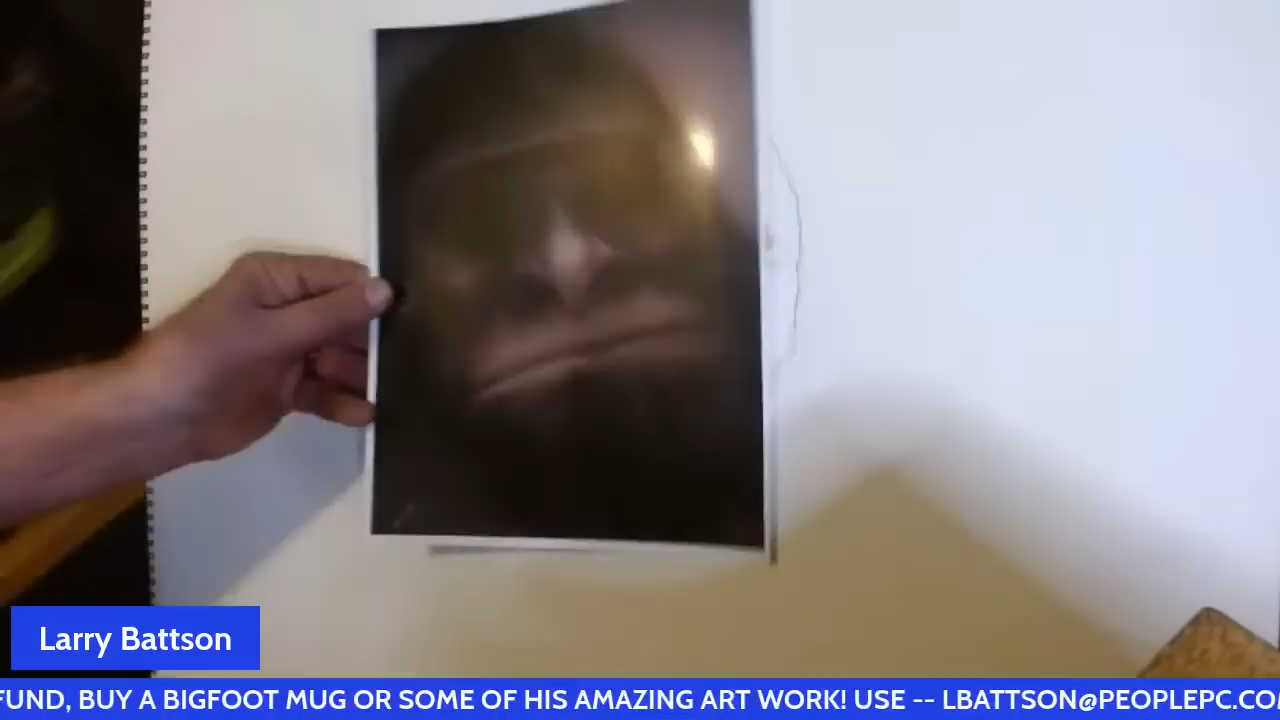 Larry Battson
FUND, BUY A BIGFOOT MUG OR SOME OF HIS AMAZING ART WORK! USE -- LBATTSON@PEOPLEPC.CO